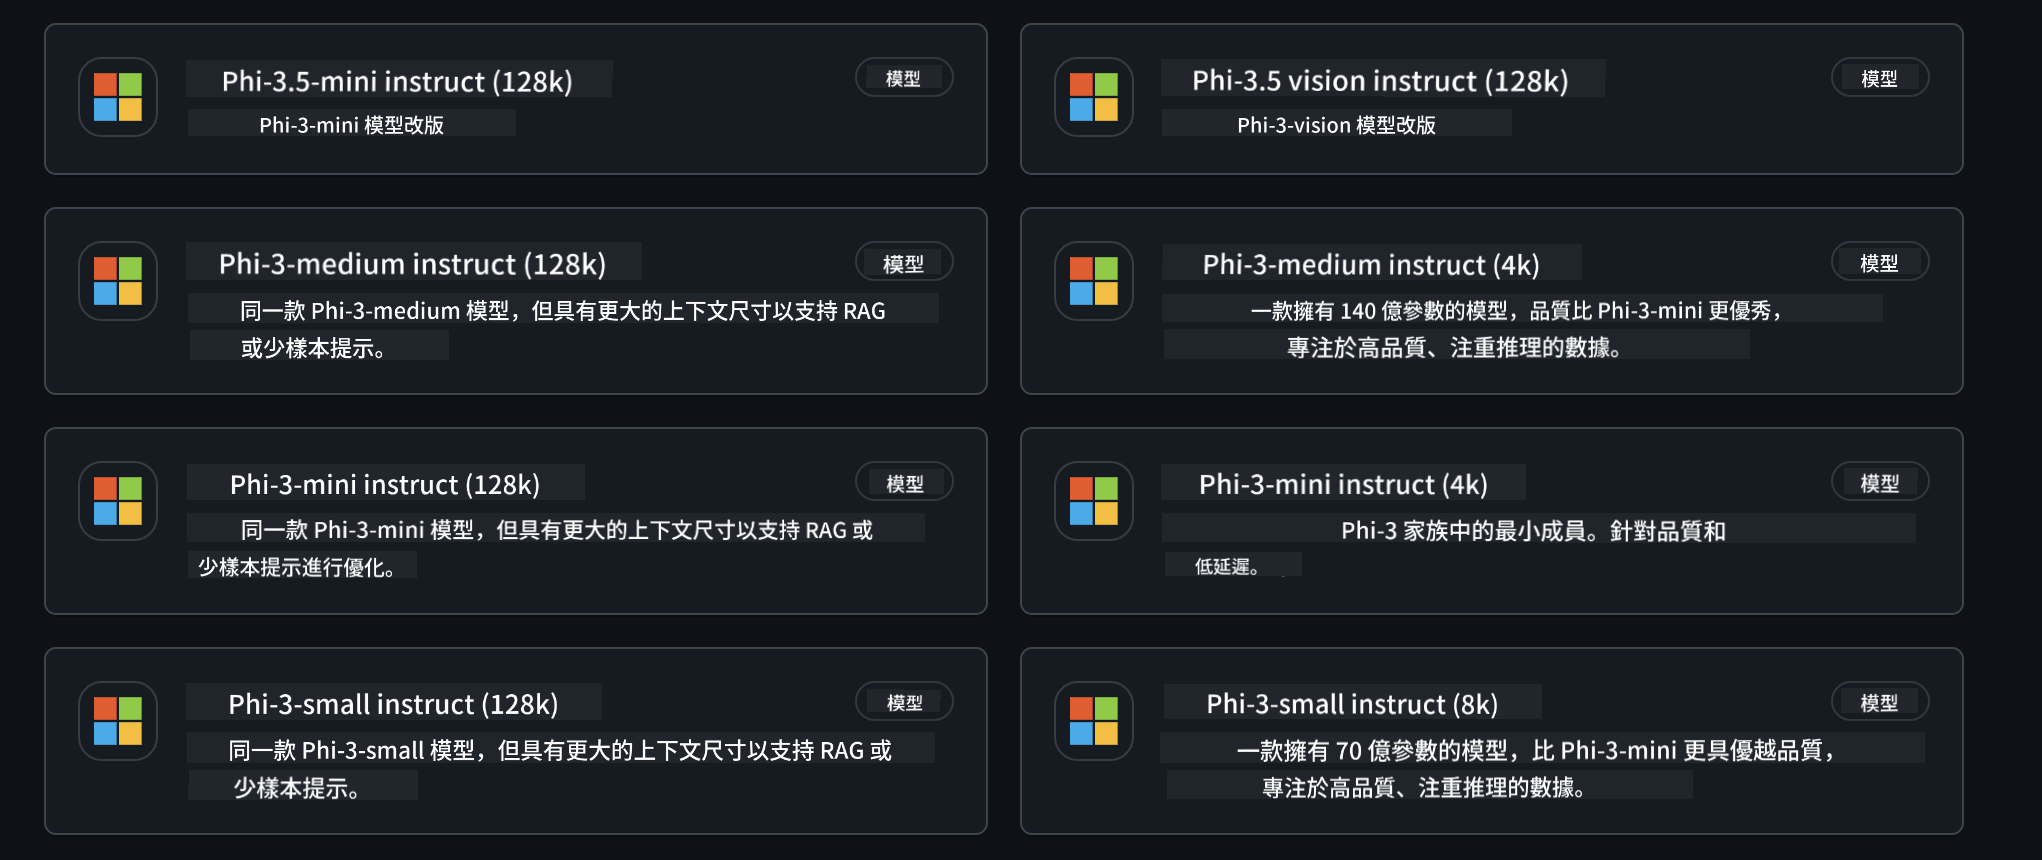 Phi-3.5-mini instruct (128k)
模型
Phi-3-mini 模型改版
Phi-3.5 vision instruct (128k)
模型
Phi-3-vision 模型改版
Phi-3-medium instruct (128k)
模型
同一款 Phi-3-medium 模型，但具有更大的上下文尺寸以支持 RAG
或少樣本提示。
Phi-3-medium instruct (4k)
模型
一款擁有 140 億參數的模型，品質比 Phi-3-mini 更優秀，
專注於高品質、注重推理的數據。
Phi-3-mini instruct (128k)
模型
同一款 Phi-3-mini 模型，但具有更大的上下文尺寸以支持 RAG 或
少樣本提示進行優化。
Phi-3-mini instruct (4k)
模型
Phi-3 家族中的最小成員。針對品質和
低延遲。
Phi-3-small instruct (128k)
模型
同一款 Phi-3-small 模型，但具有更大的上下文尺寸以支持 RAG 或
少樣本提示。
Phi-3-small instruct (8k)
模型
一款擁有 70 億參數的模型，比 Phi-3-mini 更具優越品質，
專注於高品質、注重推理的數據。